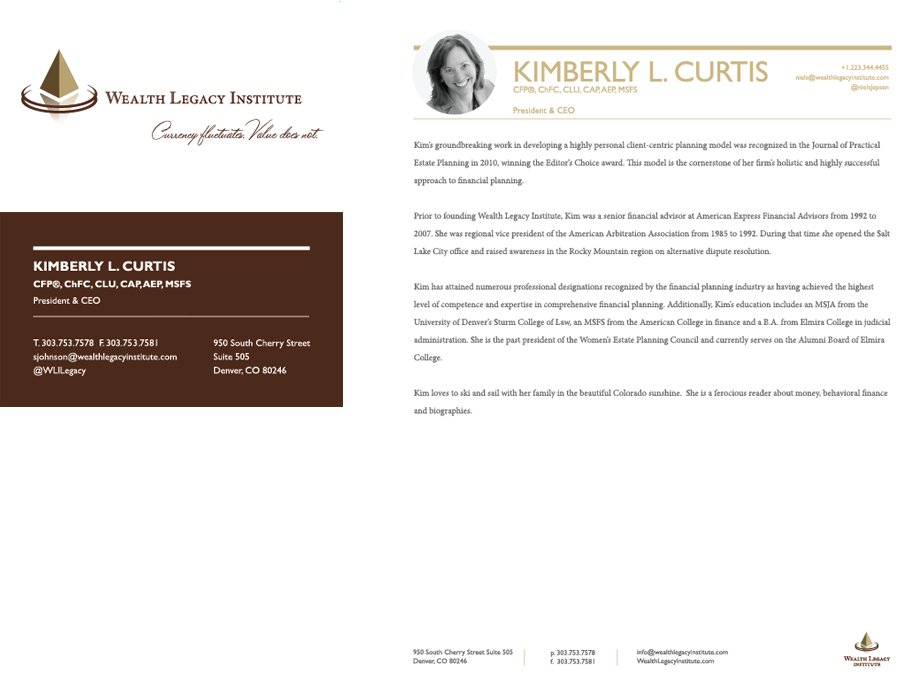 WEALTH LEGACY INSTITUTE
Currency fluctuates. Value does not.
KIMBERLY L. CURTIS
CFP®, ChFC, CLU, CAP, AEP, MSFS
President & CEO
T. 303.753.7578 F. 303.753.7581
sjohnson@wealthlegacyinstitute.com
@WLILegacy
950 South Cherry Street
Suite 505
Denver, CO 80246
KIMBERLY L. CURTIS
CFP®, ChFC, CLU, CAP, AEP, MSFS
President & CEO
+1.223.344.4455
niols@wealthlegacyinstitute.com
@niolsjepson
Kim's groundbreaking work in developing a highly personal client-centric planning model was recognized in the Journal of Practical
Estate Planning in 2010, winning the Editor's Choice award. This model is the cornerstone of her firm's holistic and highly successful
approach to financial planning.
Prior to founding Wealth Legacy Institute, Kim was a senior financial advisor at American Express Financial Advisors from 1992 to
2007. She was regional vice president of the American Arbitration Association from 1985 to 1992. During that time she opened the Salt
Lake City office and raised awareness in the Rocky Mountain region on alternative dispute resolution.
Kim has attained numerous professional designations recognized by the financial planning industry as having achieved the highest
level of competence and expertise in comprehensive financial planning. Additionally, Kim's education includes an MSJA from the
University of Denver's Sturm College of Law, an MSFS from the American College in finance and a B.A. from Elmira College in judicial
administration. She is the past president of the Women's Estate Planning Council and currently serves on the Alumni Board of Elmira
College.
Kim loves to ski and sail with her family in the beautiful Colorado sunshine. She is a ferocious reader about money, behavioral finance
and biographies.
950 South Cherry Street Suite 505
Denver, CO 80246
p. 303.753.7578
f. 303.753.7581
info@wealthlegacyinstitute.com
WealthLegacyInstitute.com
WEALTH LEGACY
INSTITUTE